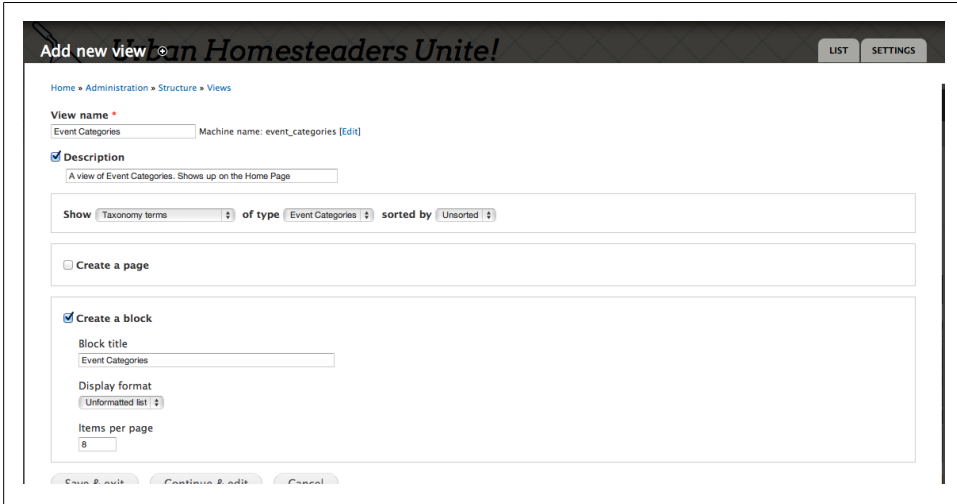 Urban Homesteaders Unite!
Add new view
LIST
SETTINGS
Home » Administration » Structure » Views
View name *
Event Categories
Machine name: event_categories [Edit]
Description
A view of Event Categories. Shows up on the Home Page
Show Taxonomy terms of type Event Categories sorted by Unsorted
Create a page
Create a block
Block title
Event Categories
Display format
Unformatted list
Items per page
8
Save & exit Continue & edit Cancel